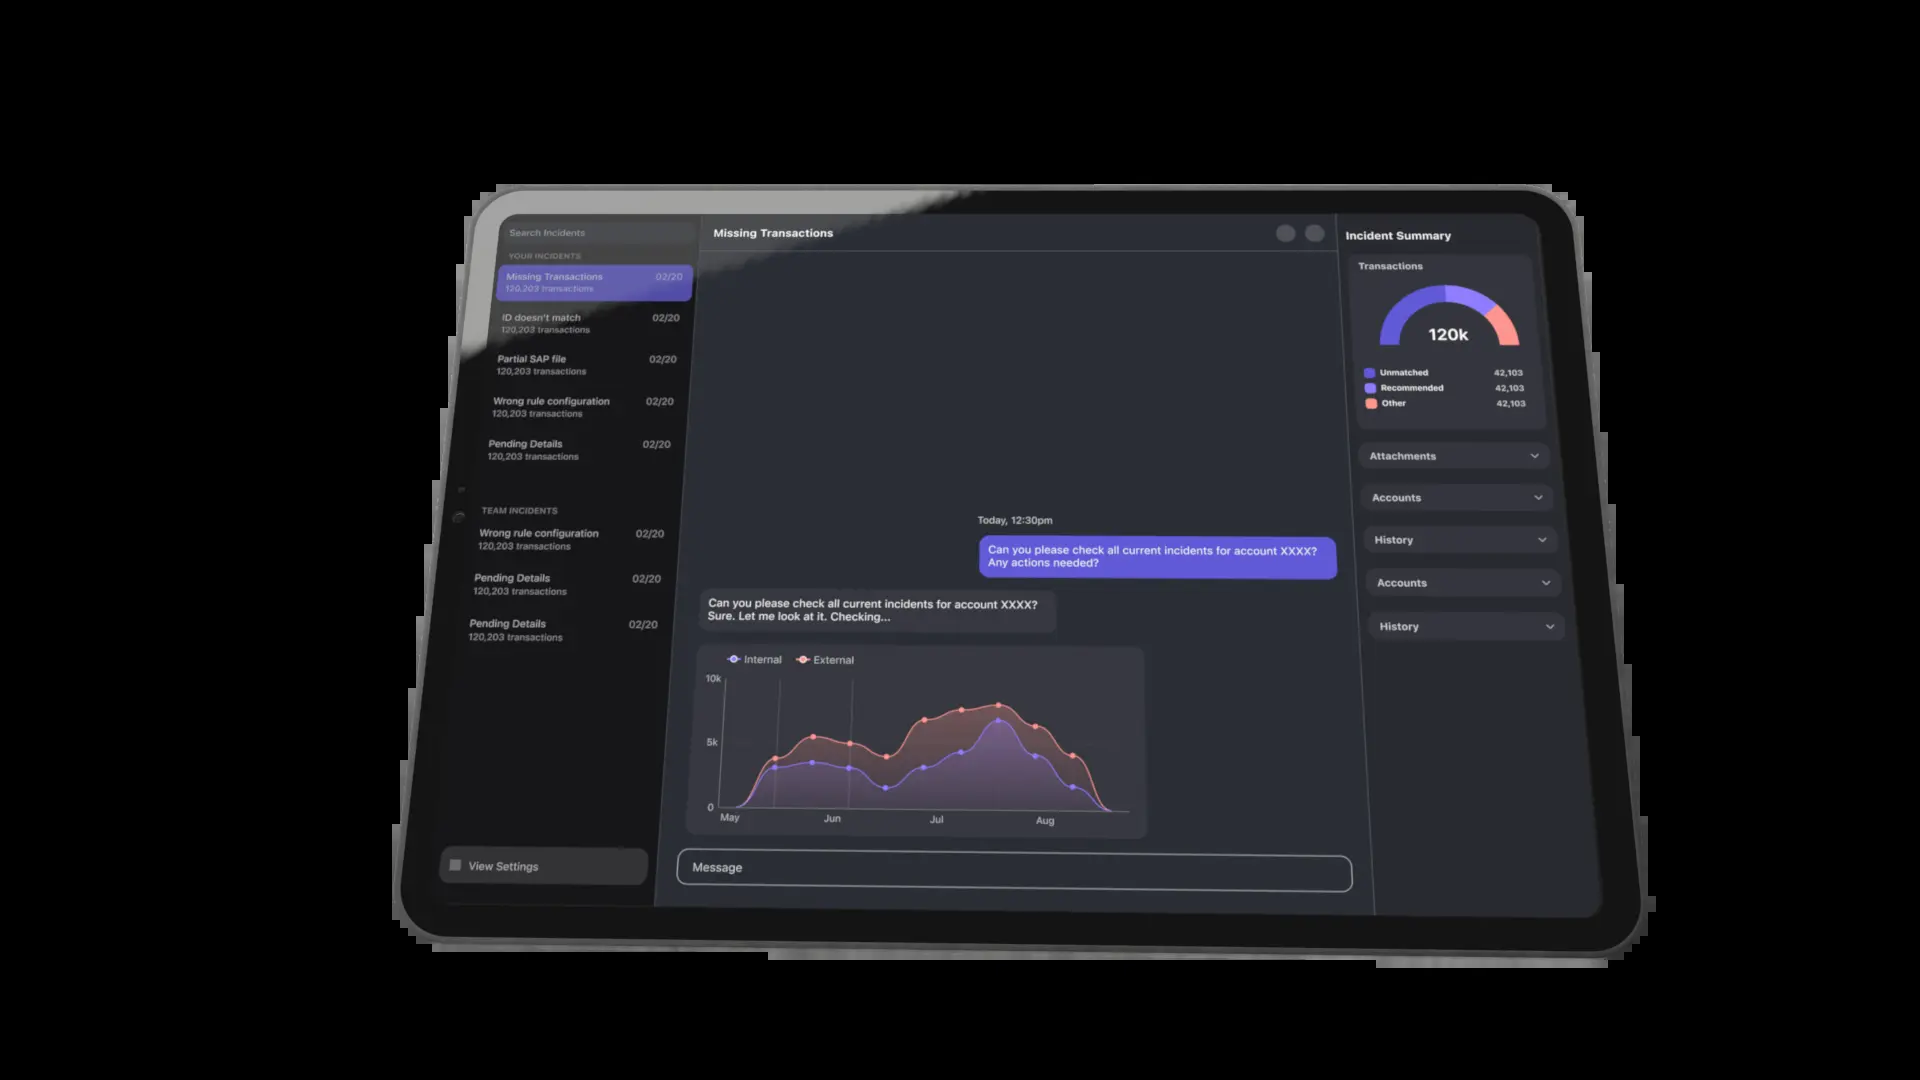 Search Incidents
YOUR INCIDENTS
Missing Transactions 02/20
120,203 transactions
ID doesn't match 02/20
120,203 transactions
Partial SAP file 02/20
120,203 transactions
Wrong rule configuration 02/20
120,203 transactions
Pending Details 02/20
120,203 transactions
TEAM INCIDENTS
Wrong rule configuration 02/20
120,203 transactions
Pending Details 02/20
120,203 transactions
Pending Details 02/20
120,203 transactions
View Settings
Missing Transactions
Today, 12:30pm
Can you please check all current incidents for account XXXX?
Any actions needed?
Can you please check all current incidents for account XXXX?
Sure. Let me look at it. Checking...
Internal External
10k
5k
0
May Jun Jul Aug
Message
Incident Summary
Transactions
120k
Unmatched 42,103
Recommended 42,103
Other 42,103
Attachments
Accounts
History
Accounts
History